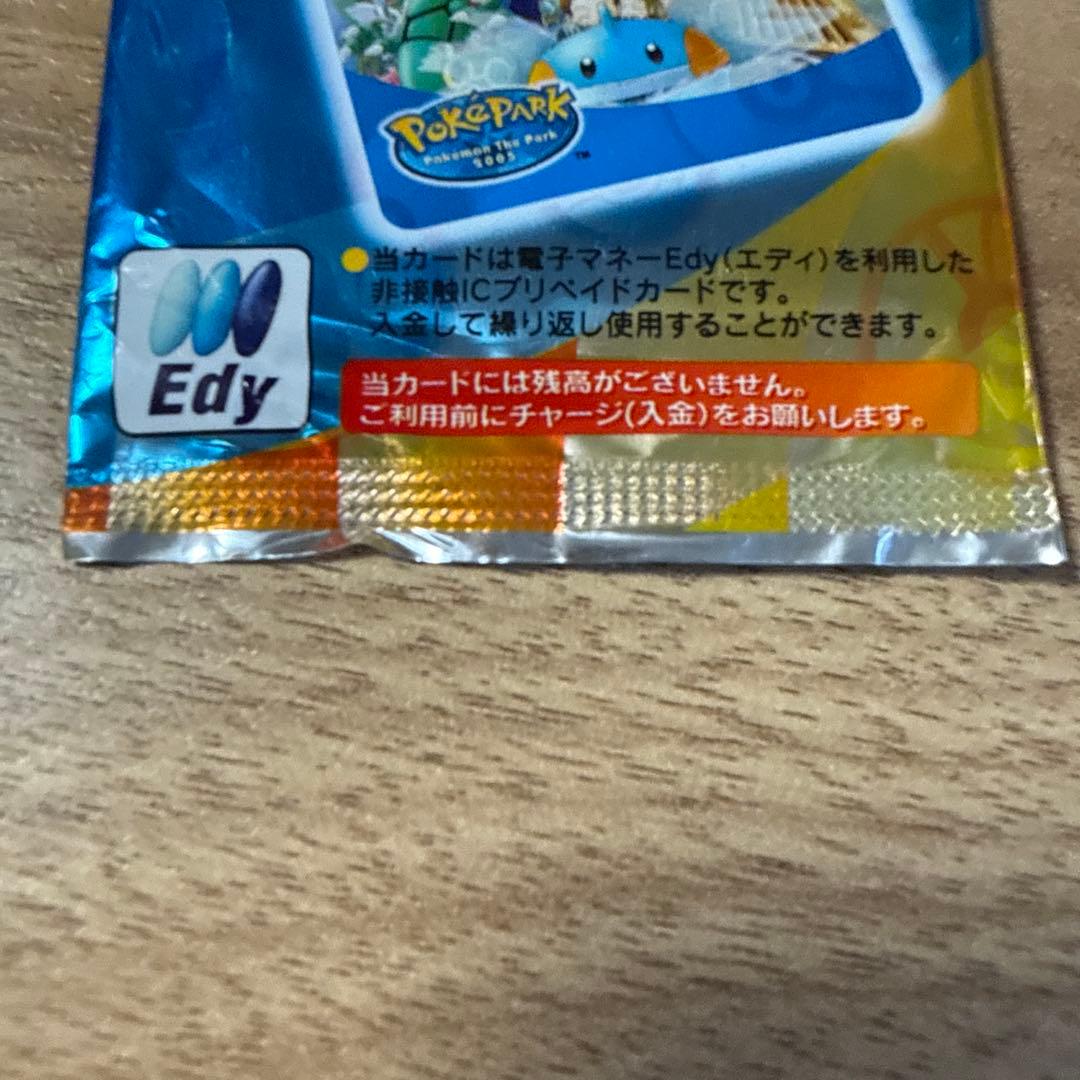 PokéPARK
Pokémon The Park
2005
TM
●当カードは電子マネーEdy(エディ)を利用した
非接触ICプリペイドカードです。
入金して繰り返し使用することができます。
Edy
当カードには残高がございません。
ご利用前にチャージ(入金)をお願いします。